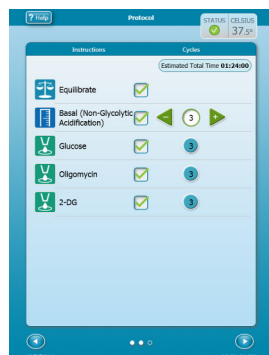 ? Help
Protocol
STATUS CELSIUS
37.5°
Instructions Cycles
Estimated Total Time 01:24:00
Equilibrate
Basal (Non-Glycolytic
Acidification)
3
Glucose
3
Oligomycin
3
2-DG
3